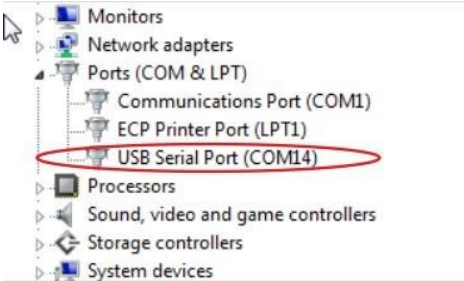 Monitors
Network adapters
Ports (COM & LPT)
Communications Port (COM1)
ECP Printer Port (LPT1)
USB Serial Port (COM14)
Processors
Sound, video and game controllers
Storage controllers
System devices